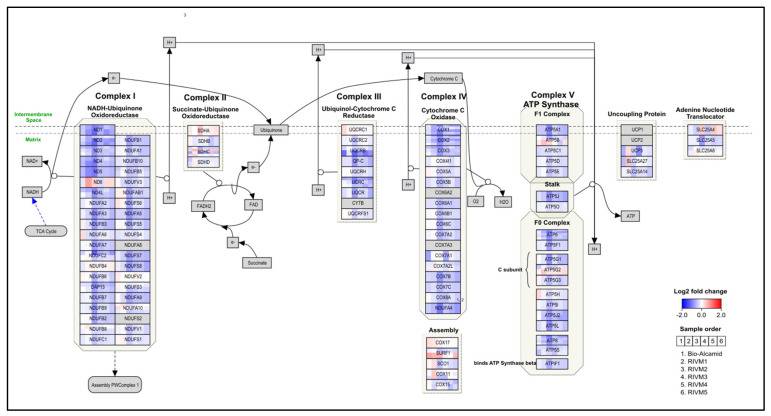 H+
H+
H+
H+
e-
Cytochrome C
Complex I
NADH-Ubiquinone
Oxidoreductase
Complex II
Succinate-Ubiquinone
Oxidoreductase
Complex III
Ubiquinol-Cytochrome C
Reductase
Complex IV
Cytochrome C
Oxidase
Complex V
ATP Synthase
F1 Complex
Uncoupling Protein
Adenine Nucleotide
Translocator
Intermembrane
Space
Matrix
Ubiquinone
NAD+
NADH
TCA Cycle
ND1
ND2
ND3
ND4
ND5
ND6
ND4L
NDUFA2
NDUFA3
NDUFB3
NDUFA6
NDUFA7
NDUFC2
NDUFB4
NDUFB6
DAP13
NDUFB7
NDUFB8
NDUFB2
NDUFB9
NDUFC1
NDUFB1
NDUFA1
NDUFB10
NDUFB5
NDUFV3
NDUFAB1
NDUFS6
NDUFS5
NDUFS4
NDUFA5
NDUFS7
NDUFS8
NDUFV2
NDUFS3
NDUFA9
NDUFA10
NDUFS2
NDUFV1
NDUFS1
Assembly PWComplex 1
H+
SDHA
SDHB
SDHC
SDHD
e-
FADH2
FAD
e-
Succinate
H+
UQCRC1
UQCRC2
UQCRB
QP-C
UQCRH
UCRC
UQCR
CYTB
UQCRFS1
H+
COX1
COX2
COX3
COX5A
COX5B
COX6A2
COX6A1
COX6B1
COX6C
COX7A2
COX7A3
COX7A1
COX7A2L
COX7B
COX7C
COX8A
NDUFA4
Assembly
COX17
SURF1
SCO1
COX11
COX15
O2
H2O
ATP5A1
ATP5B
ATP5C1
ATP5D
ATP5E
Stalk
ATP5J
ATP5O
F0 Complex
ATP6
ATP5F1
C subunit
ATP5G1
ATP5G2
ATP5G3
ATP5H
ATP5I
ATP5J2
ATP5L
ATP8
ATP5S
binds ATP Synthase beta
ATPIF1
H+
ATP
UCP1
UCP2
UCP3
SLC25A27
SLC25A14
SLC25A4
SLC25A5
SLC25A6
Log2 fold change
-2.0 0.0 2.0
Sample order
1 2 3 4 5 6
1. Bio-Alcamid
2. RIVM1
3. RIVM2
4. RIVM3
5. RIVM4
6. RIVM5